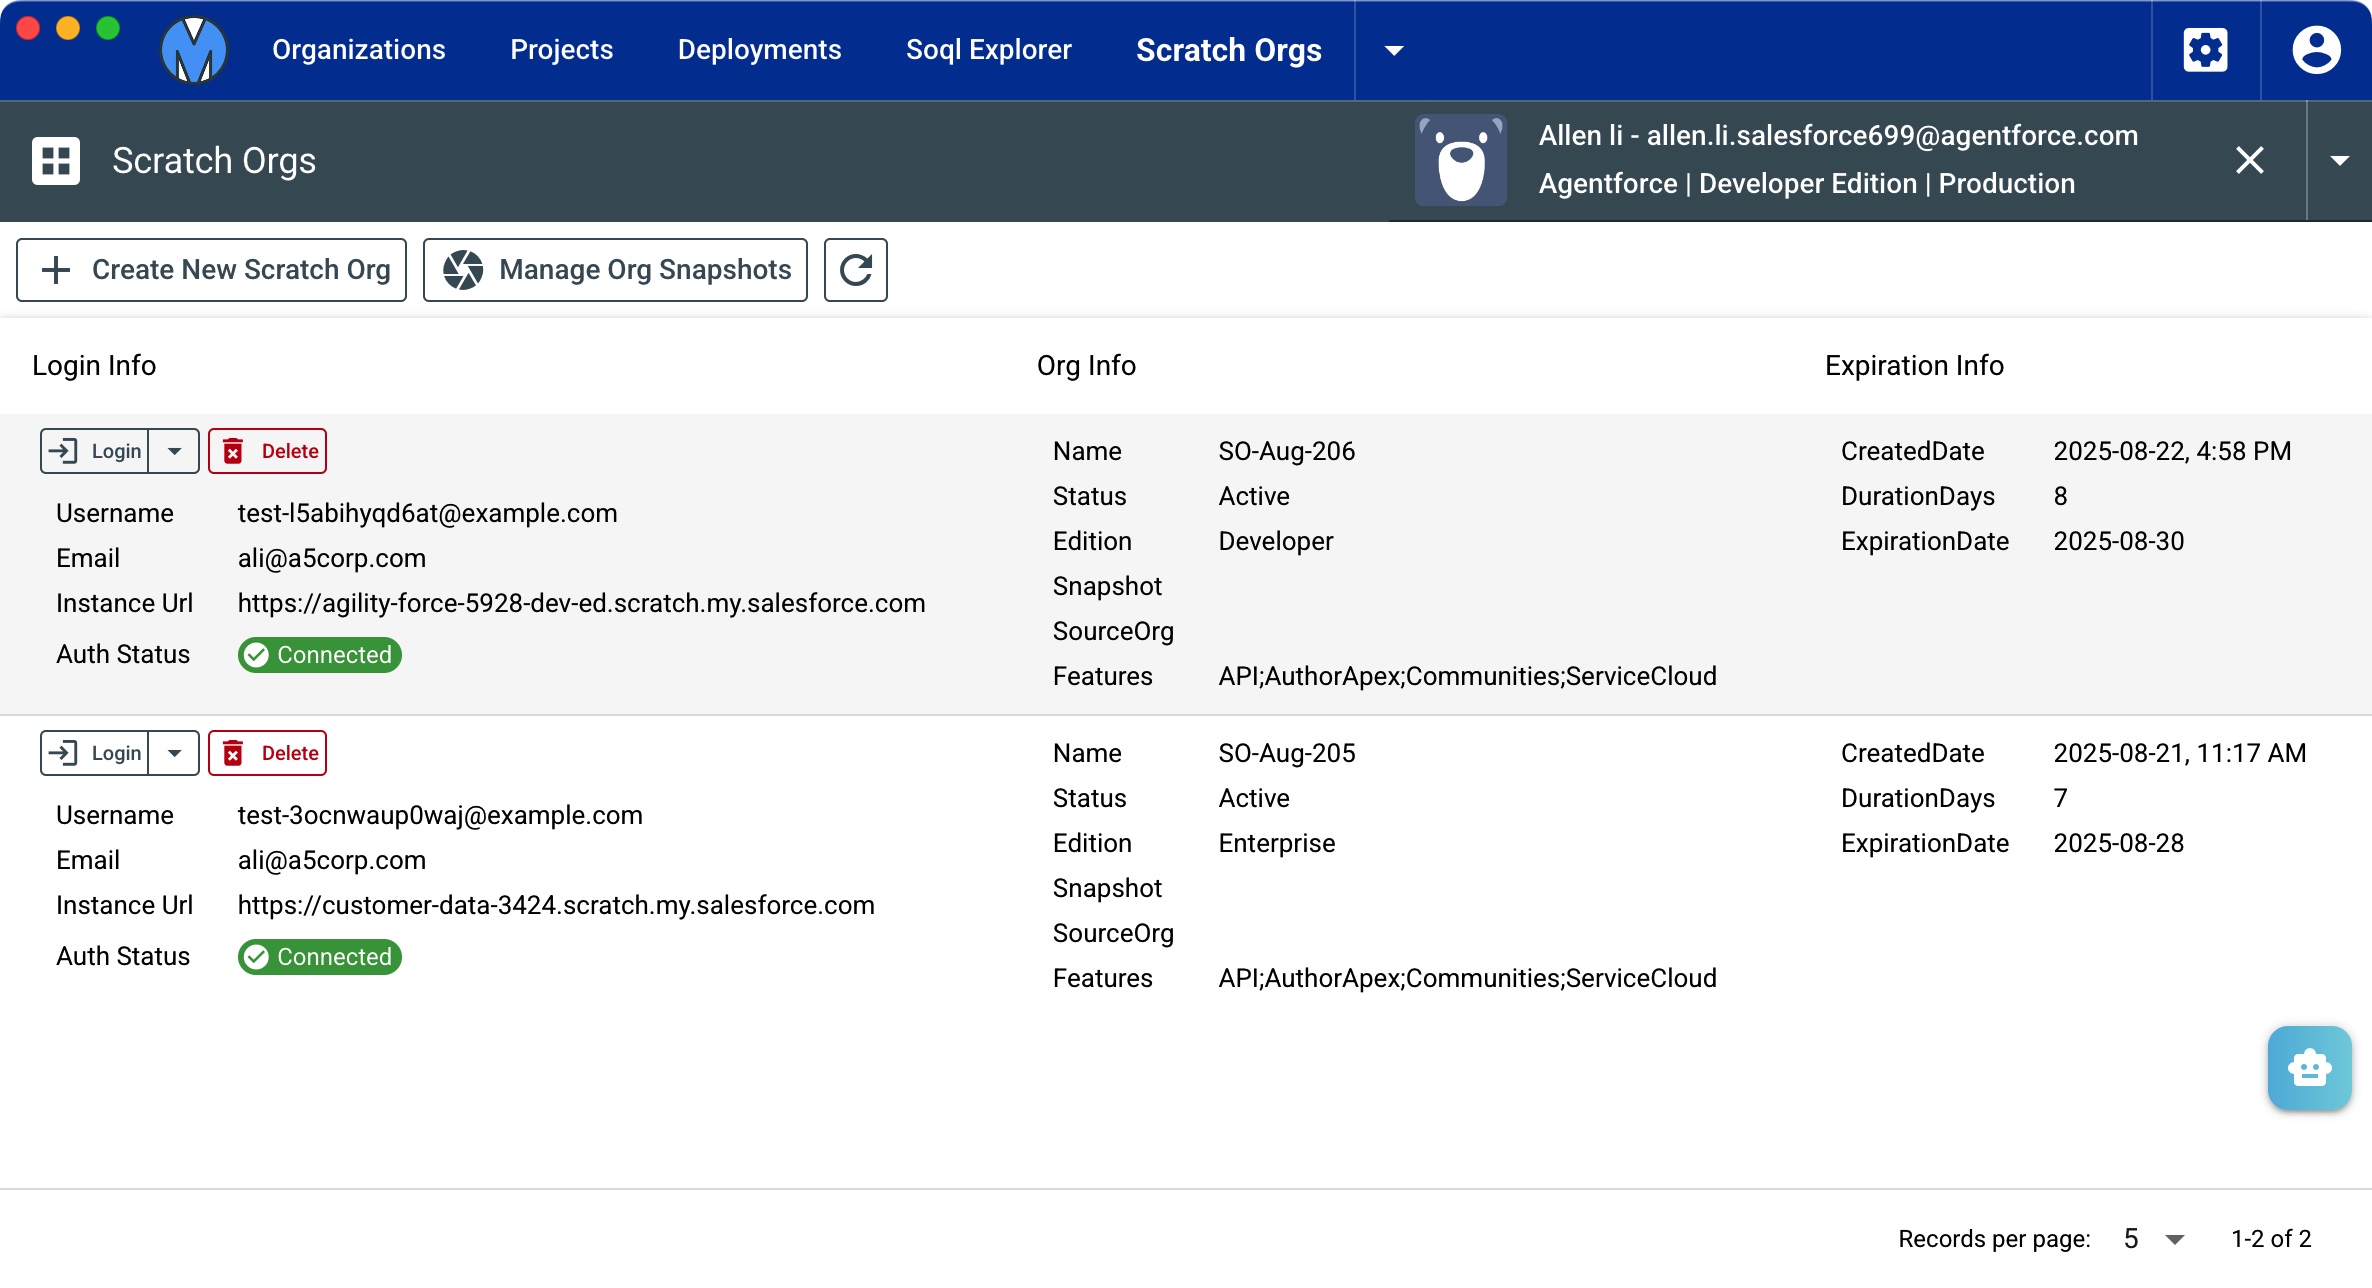 Organizations
Projects
Deployments
Soql Explorer
Scratch Orgs
Scratch Orgs
Allen li - allen.li.salesforce699@agentforce.com
Agentforce | Developer Edition | Production
Create New Scratch Org
Manage Org Snapshots
Login Info
Org Info
Expiration Info
Login
Delete
Username test-l5abihyqd6at@example.com
Email ali@a5corp.com
Instance Url https://agility-force-5928-dev-ed.scratch.my.salesforce.com
Auth Status Connected
Name SO-Aug-206
Status Active
Edition Developer
Snapshot
SourceOrg
Features API;AuthorApex;Communities;ServiceCloud
CreatedDate 2025-08-22, 4:58 PM
DurationDays 8
ExpirationDate 2025-08-30
Login
Delete
Username test-3ocnwaup0waj@example.com
Email ali@a5corp.com
Instance Url https://customer-data-3424.scratch.my.salesforce.com
Auth Status Connected
Name SO-Aug-205
Status Active
Edition Enterprise
Snapshot
SourceOrg
Features API;AuthorApex;Communities;ServiceCloud
CreatedDate 2025-08-21, 11:17 AM
DurationDays 7
ExpirationDate 2025-08-28
Records per page: 5 1-2 of 2